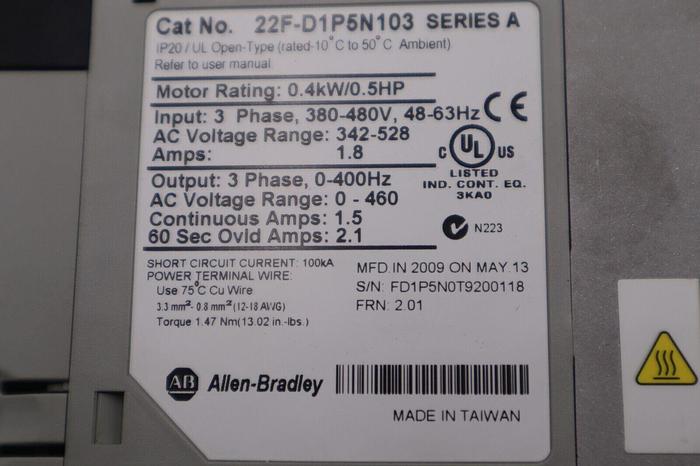 Cat No. 22F-D1P5N103 SERIES A
IP20 / UL Open-Type (rated-10°C to 50°C Ambient)
Refer to user manual
Motor Rating: 0.4kW/0.5HP
Input: 3 Phase, 380-480V, 48-63Hz
AC Voltage Range: 342-528
Amps: 1.8
CE
C UL US
LISTED
IND. CONT. EQ.
3KA0
Output: 3 Phase, 0-400Hz
AC Voltage Range: 0 - 460
Continuous Amps: 1.5
60 Sec Ovld Amps: 2.1
N223
SHORT CIRCUIT CURRENT: 100kA
POWER TERMINAL WIRE:
Use 75°C Cu Wire
3.3 mm²- 0.8 mm² (12-18 AWG)
Torque 1.47 Nm(13.02 in.-lbs.)
MFD.IN 2009 ON MAY.13
S/N: FD1P5N0T9200118
FRN: 2.01
AB Allen-Bradley
MADE IN TAIWAN